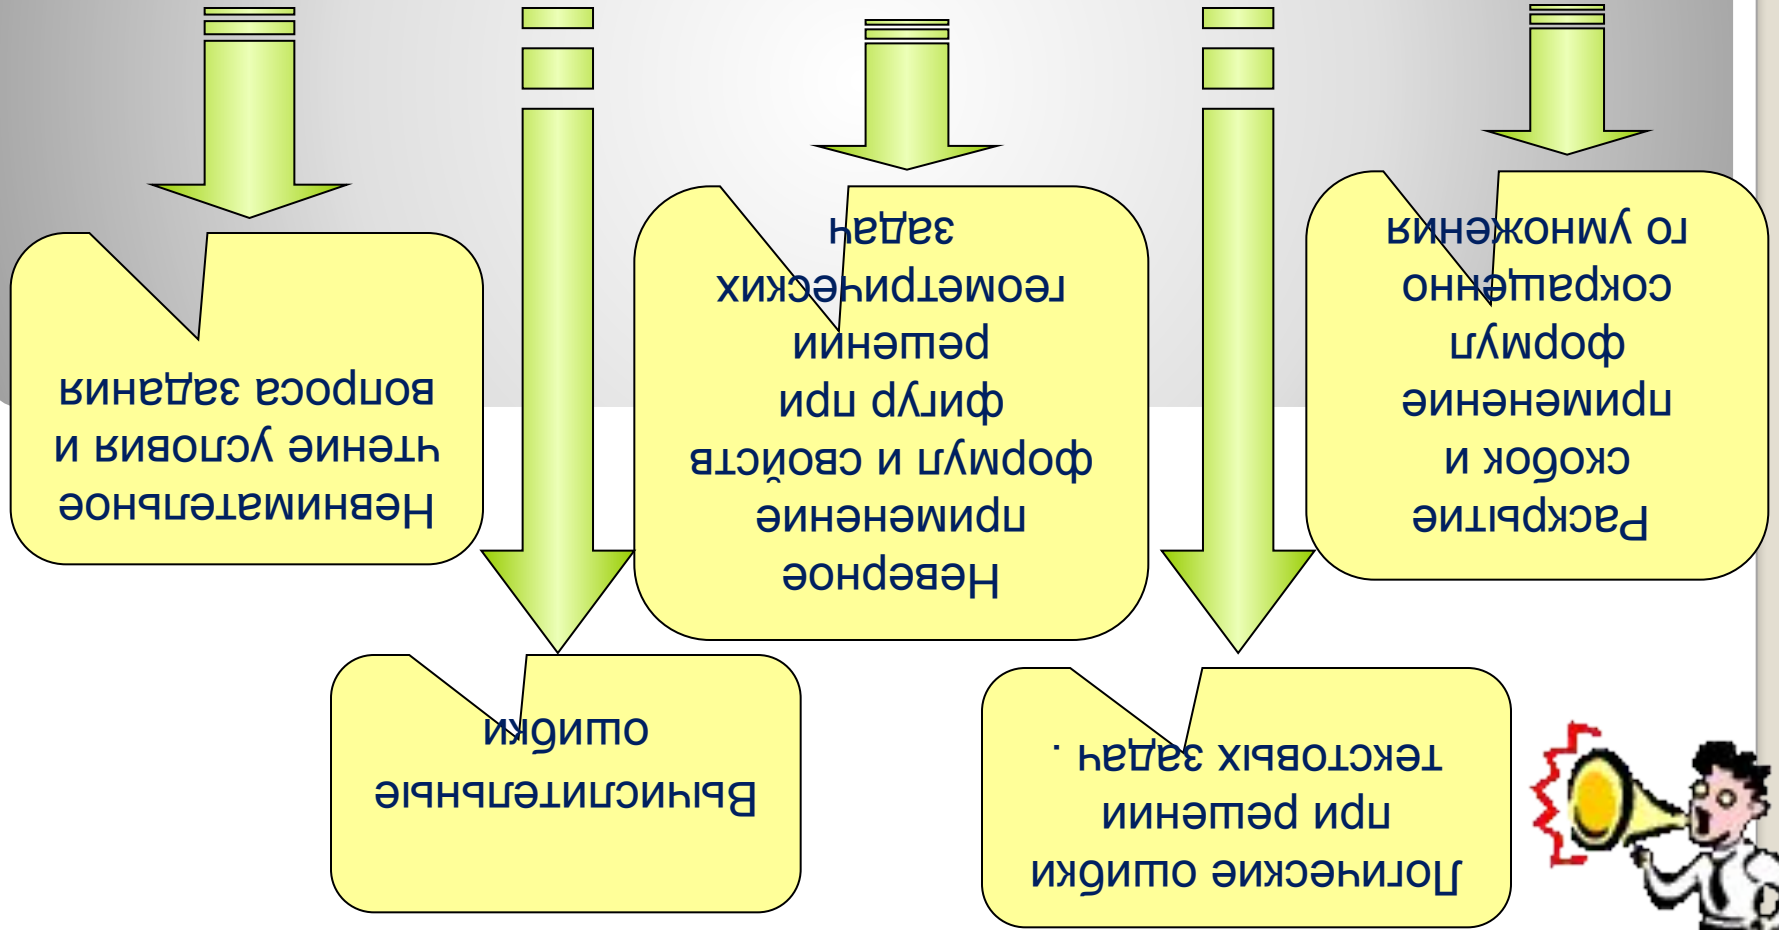 Невнимательное
чтение условия и
вопроса задания
Неверное
применение
формул и свойств
фигур при
решении
геометрических
задач
Раскрытие
скобок и
применение
формул
сокращенно
го умножения
Вычислительные
ошибки
Логические ошибки
при решении
текстовых задач .